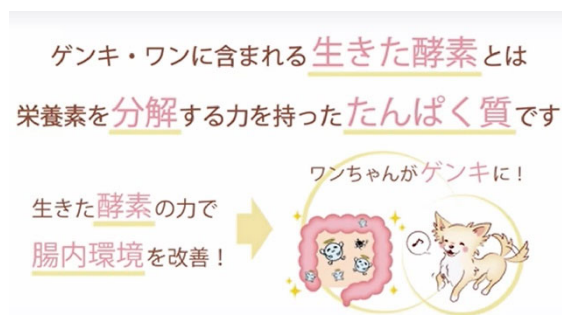 ゲンキ・ワンに含まれる生きた酵素とは
栄養素を分解する力を持ったたんぱく質です
ワンちゃんがゲンキに！
生きた酵素の力で
腸内環境を改善！